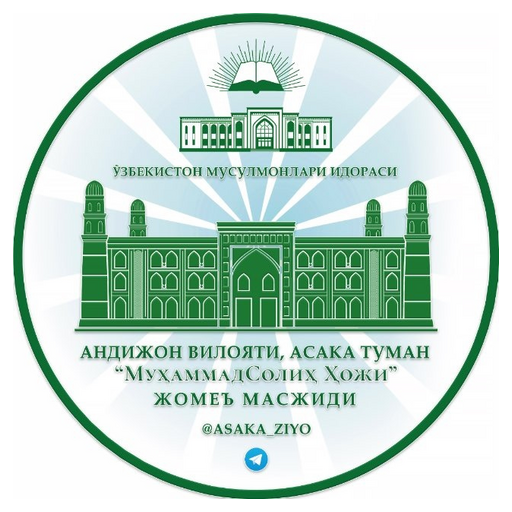 ЎЗБЕКИСТОН МУСУЛМОНЛАРИ ИДОРАСИ
АНДИЖОН ВИЛОЯТИ, АСАКА ТУМАН
“МуҳаммадСолиҳ Ҳожи”
ЖОМЕЪ МАСЖИДИ
@ASAKA_ZIYO